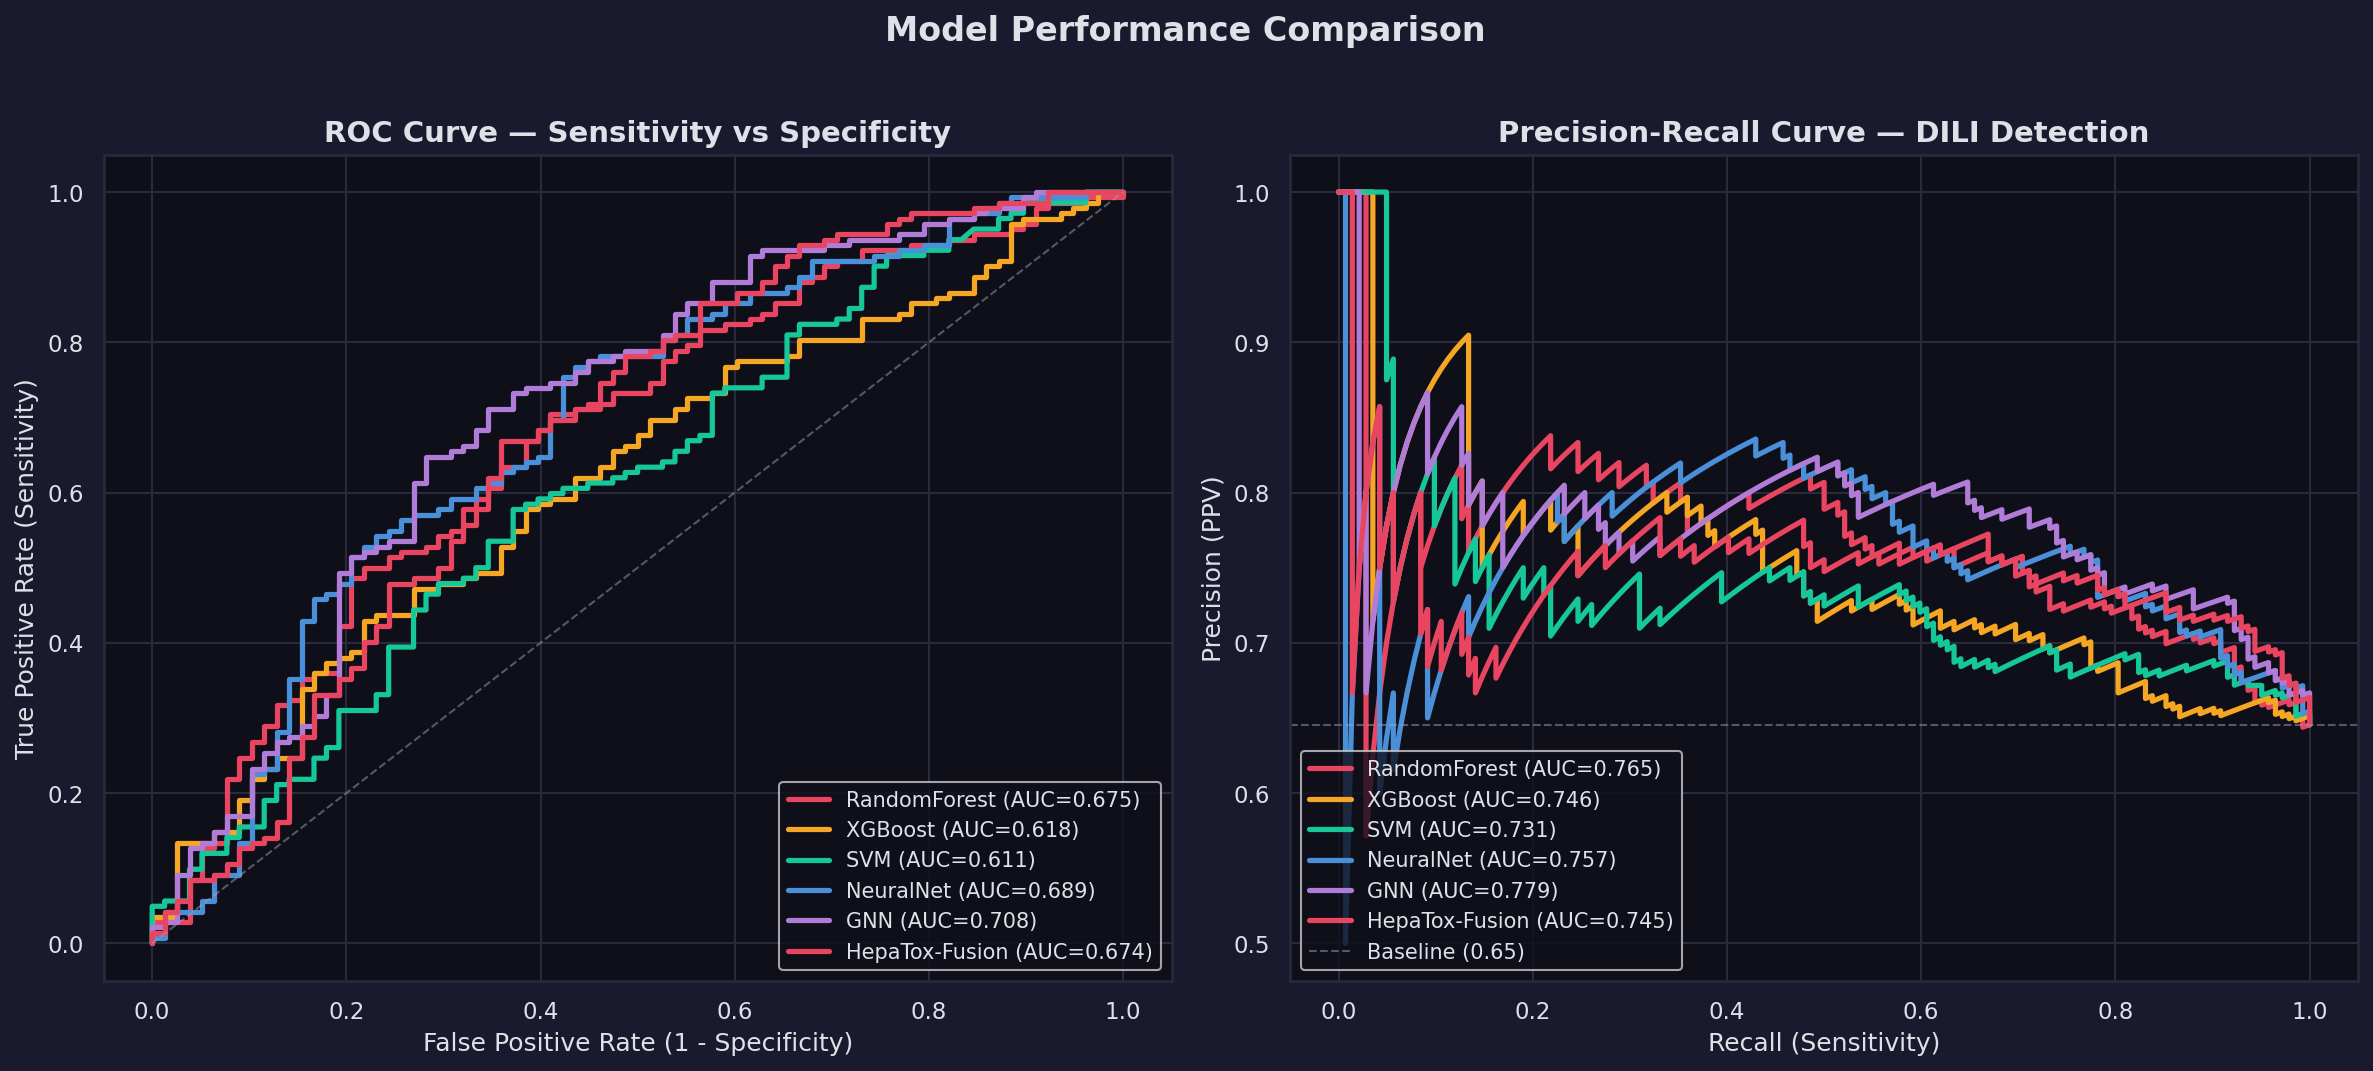 Model Performance Comparison
ROC Curve — Sensitivity vs Specificity
True Positive Rate (Sensitivity)
1.0
0.8
0.6
0.4
0.2
0.0
RandomForest (AUC=0.675)
XGBoost (AUC=0.618)
SVM (AUC=0.611)
NeuralNet (AUC=0.689)
GNN (AUC=0.708)
HepaTox-Fusion (AUC=0.674)
0.0 0.2 0.4 0.6 0.8 1.0
False Positive Rate (1 - Specificity)
Precision-Recall Curve — DILI Detection
Precision (PPV)
1.0
0.9
0.8
0.7
0.6
0.5
RandomForest (AUC=0.765)
XGBoost (AUC=0.746)
SVM (AUC=0.731)
NeuralNet (AUC=0.757)
GNN (AUC=0.779)
HepaTox-Fusion (AUC=0.745)
Baseline (0.65)
0.0 0.2 0.4 0.6 0.8 1.0
Recall (Sensitivity)